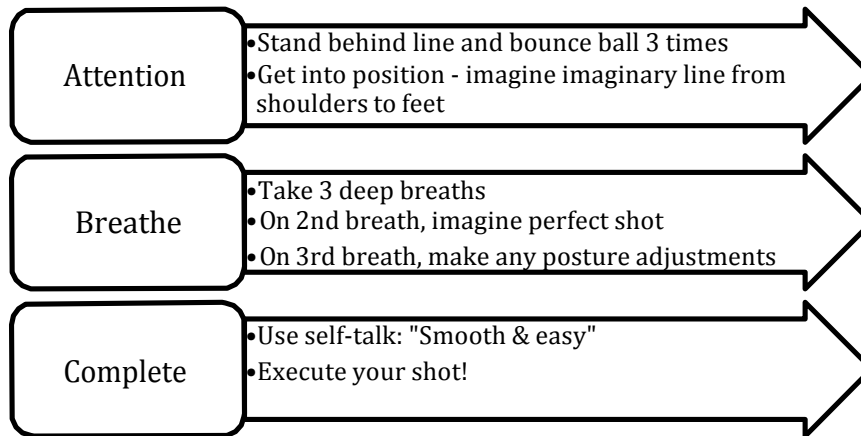 Attention
•Stand behind line and bounce ball 3 times
•Get into position - imagine imaginary line from
shoulders to feet
Breathe
•Take 3 deep breaths
•On 2nd breath, imagine perfect shot
•On 3rd breath, make any posture adjustments
Complete
•Use self-talk: "Smooth & easy"
•Execute your shot!